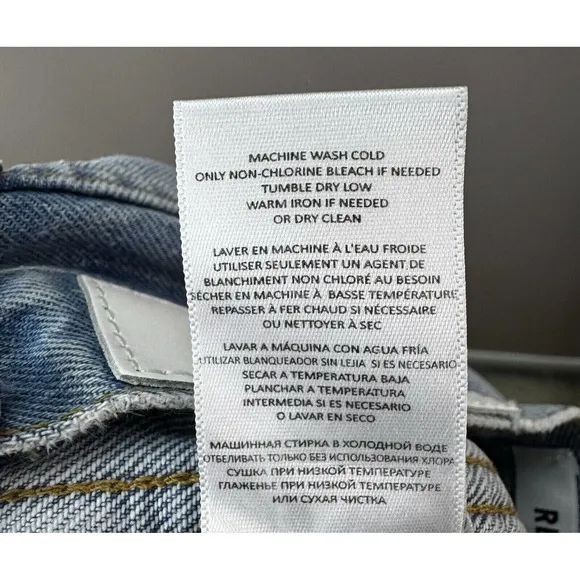 MACHINE WASH COLD
ONLY NON-CHLORINE BLEACH IF NEEDED
TUMBLE DRY LOW
WARM IRON IF NEEDED
OR DRY CLEAN
LAVER EN MACHINE À L'EAU FROIDE
UTILISER SEULEMENT UN AGENT DE
BLANCHIMENT NON CHLORÉ AU BESOIN
SÉCHER EN MACHINE À BASSE TEMPÉRATURE
REPASSER À FER CHAUD SI NÉCESSAIRE
OU NETTOYER À SEC
LAVAR A MÁQUINA CON AGUA FRÍA
UTILIZAR BLANQUEADOR SIN LEJIA SI ES NECESARIO
SECAR A TEMPERATURA BAJA
PLANCHAR A TEMPERATURA
INTERMEDIA SI ES NECESARIO
O LAVAR EN SECO
МАШИННАЯ СТИРКА В ХОЛОДНОЙ ВОДЕ
ОТБЕЛИВАТЬ ТОЛЬКО БЕЗ ИСПОЛЬЗОВАНИЯ ХЛОРА
СУШКА ПРИ НИЗКОЙ ТЕМПЕРАТУРЕ
ГЛАЖЕНЬЕ ПРИ НИЗКОЙ ТЕМПЕРАТУРЕ
ИЛИ СУХАЯ ЧИСТКА